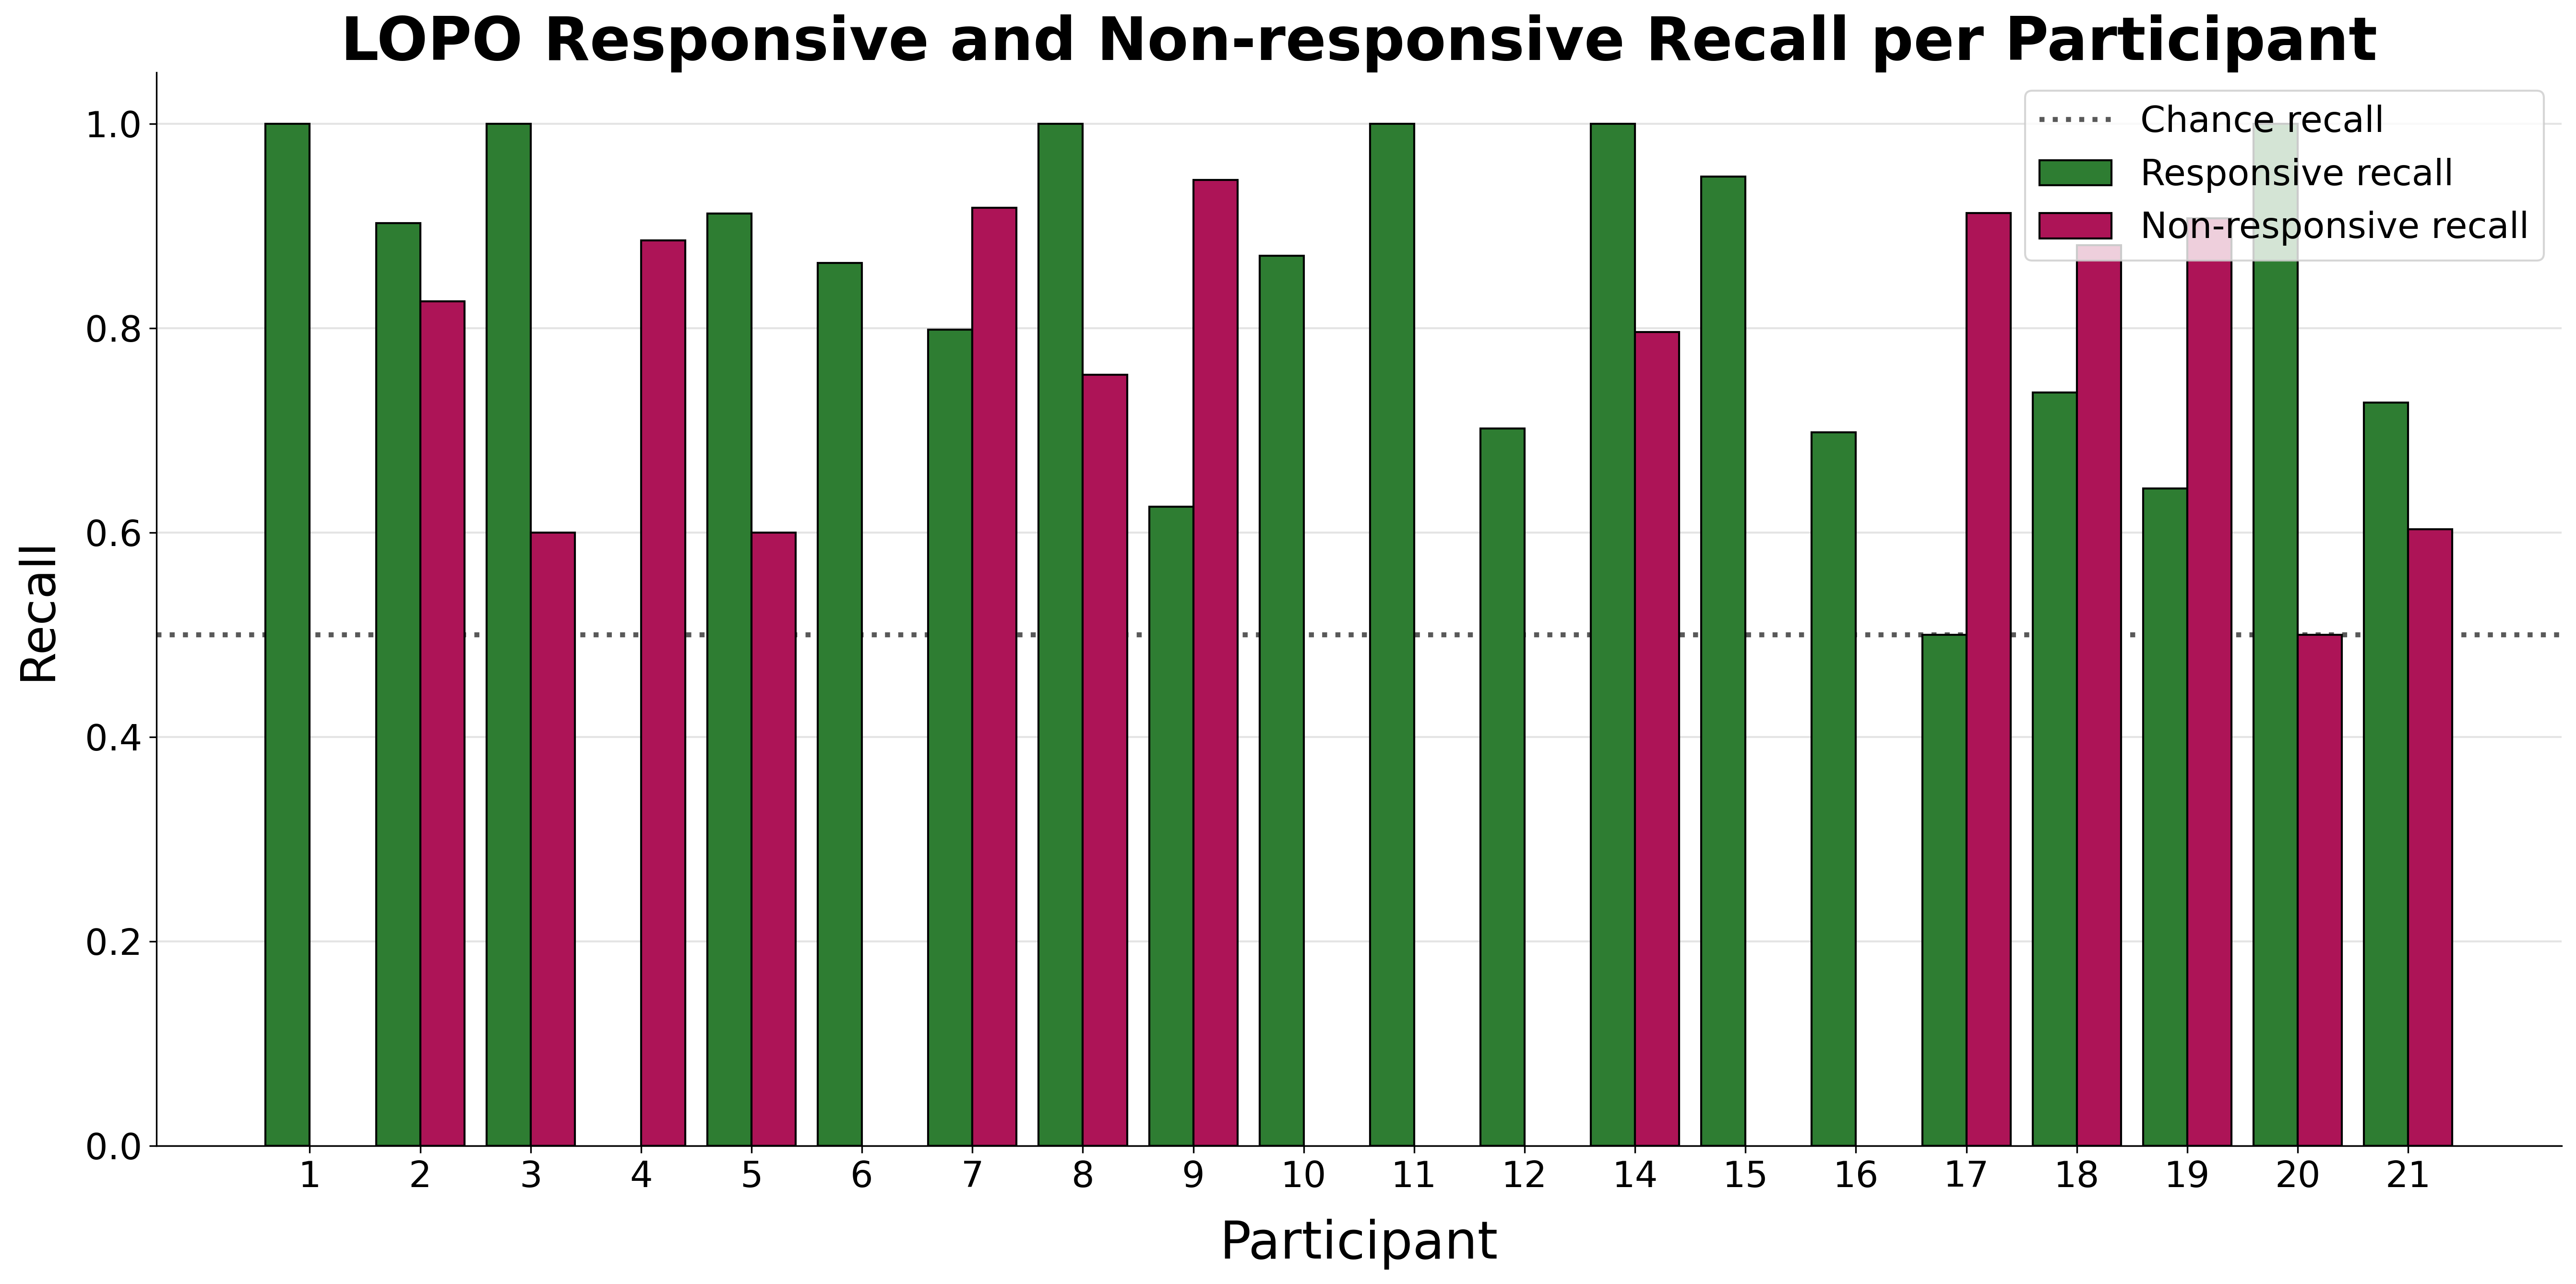 LOPO Responsive and Non-responsive Recall per Participant
Chance recall
Responsive recall
Non-responsive recall
1.0
0.8
0.6
0.4
0.2
0.0
Recall
1 2 3 4 5 6 7 8 9 10 11 12 14 15 16 17 18 19 20 21
Participant